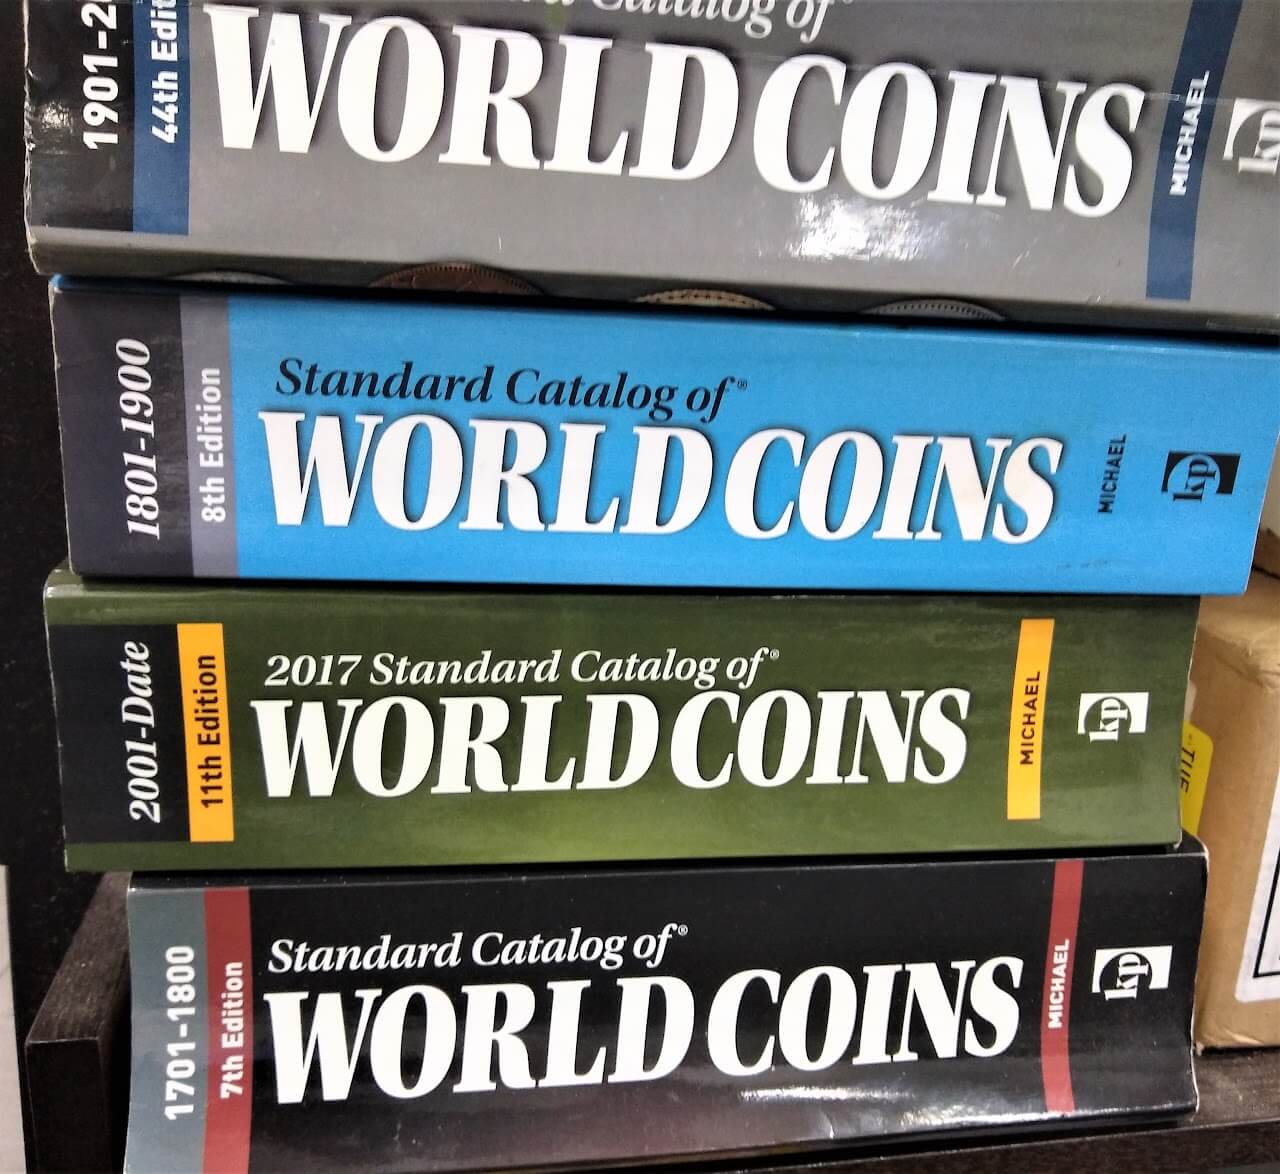 1901-2
44th Edit
Catalog of
WORLD COINS
MICHAEL
kp
1801-1900
8th Edition
Standard Catalog of®
WORLD COINS
MICHAEL
kp
2001-Date
11th Edition
2017 Standard Catalog of®
WORLD COINS
MICHAEL
kp
1701-1800
7th Edition
Standard Catalog of®
WORLD COINS
MICHAEL
kp